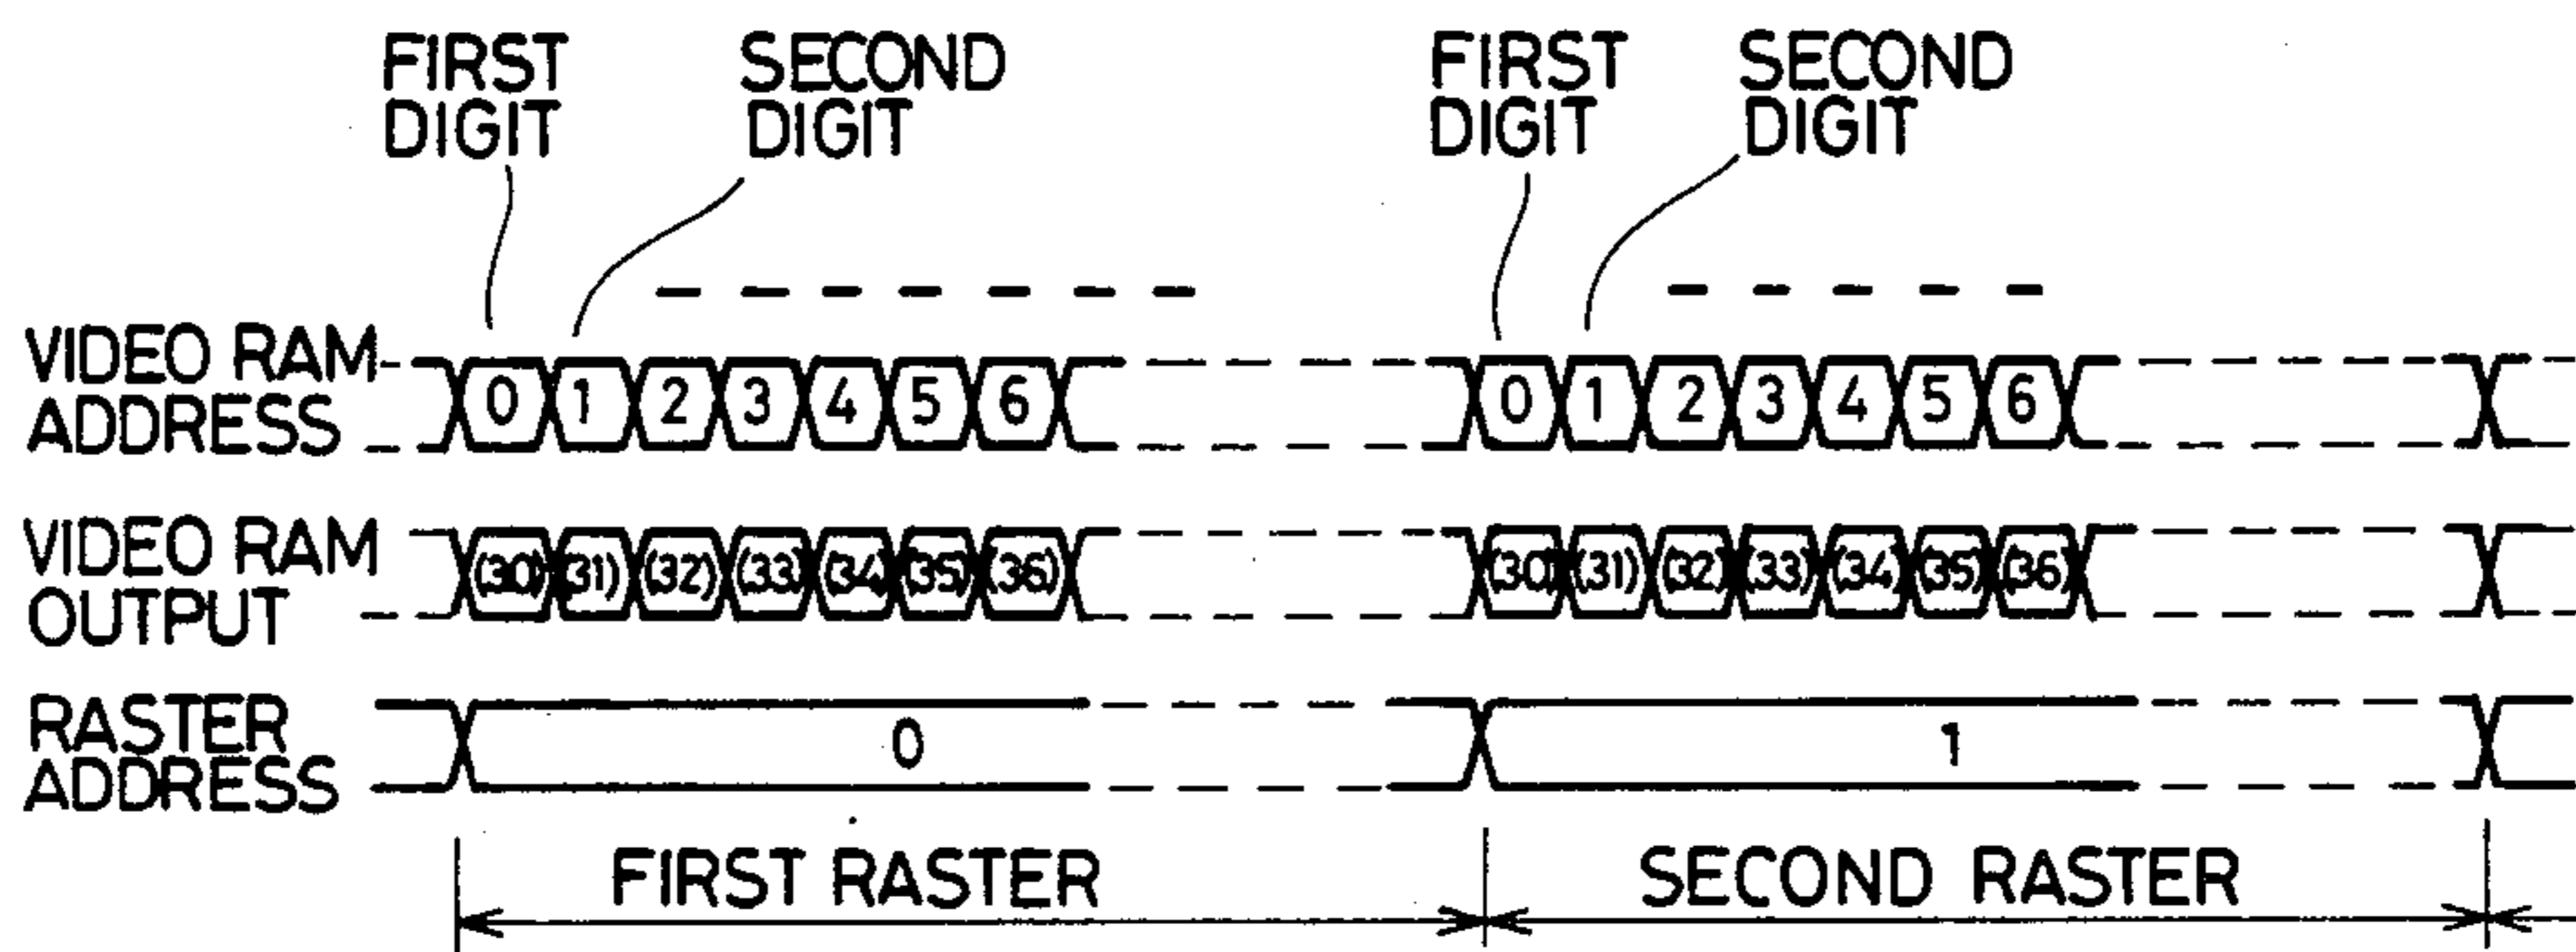 FIRST DIGIT
SECOND DIGIT
FIRST DIGIT
SECOND DIGIT
VIDEO RAM ADDRESS
0 1 2 3 4 5 6
0 1 2 3 4 5 6
VIDEO RAM OUTPUT
(30) (31) (32) (33) (34) (35) (36)
(30) (31) (32) (33) (34) (35) (36)
RASTER ADDRESS
0
1
FIRST RASTER
SECOND RASTER